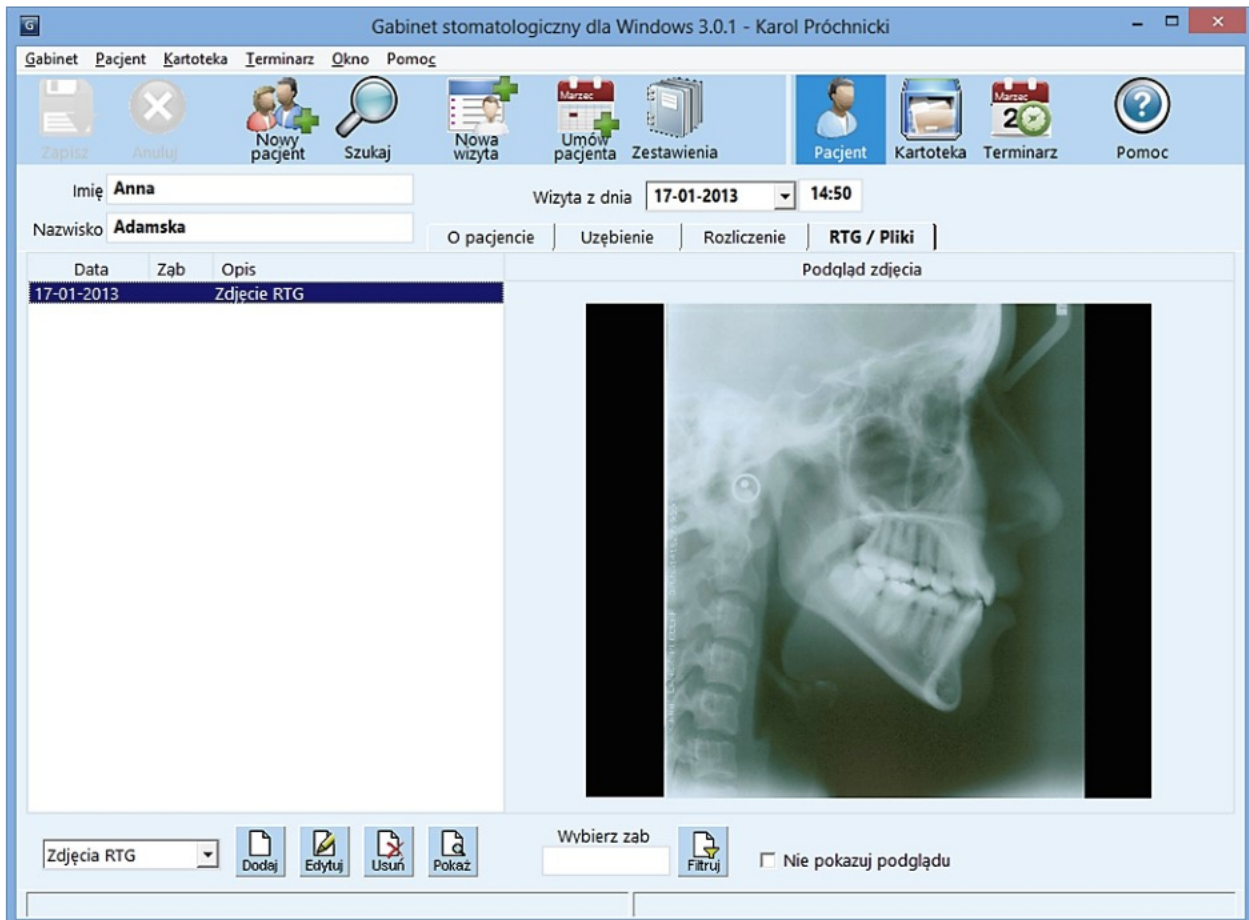 G
Gabinet stomatologiczny dla Windows 3.0.1 - Karol Próchnicki
Gabinet Pacjent Kartoteka Terminarz Okno Pomoc
Zapisz
Anuluj
Nowy pacjent
Szukaj
Nowa wizyta
Marzec
Umów pacjenta
Zestawienia
Pacjent
Kartoteka
Marzec
2
Terminarz
?
Pomoc
Imię Anna
Wizyta z dnia 17-01-2013 14:50
Nazwisko Adamska
O pacjencie Uzębienie Rozliczenie RTG / Pliki
Data Ząb Opis
Podgląd zdjęcia
17-01-2013 Zdjęcie RTG
Zdjęcia RTG
Dodaj
Edytuj
Usuń
Pokaż
Wybierz zab
Filtruj
Nie pokazuj podglądu